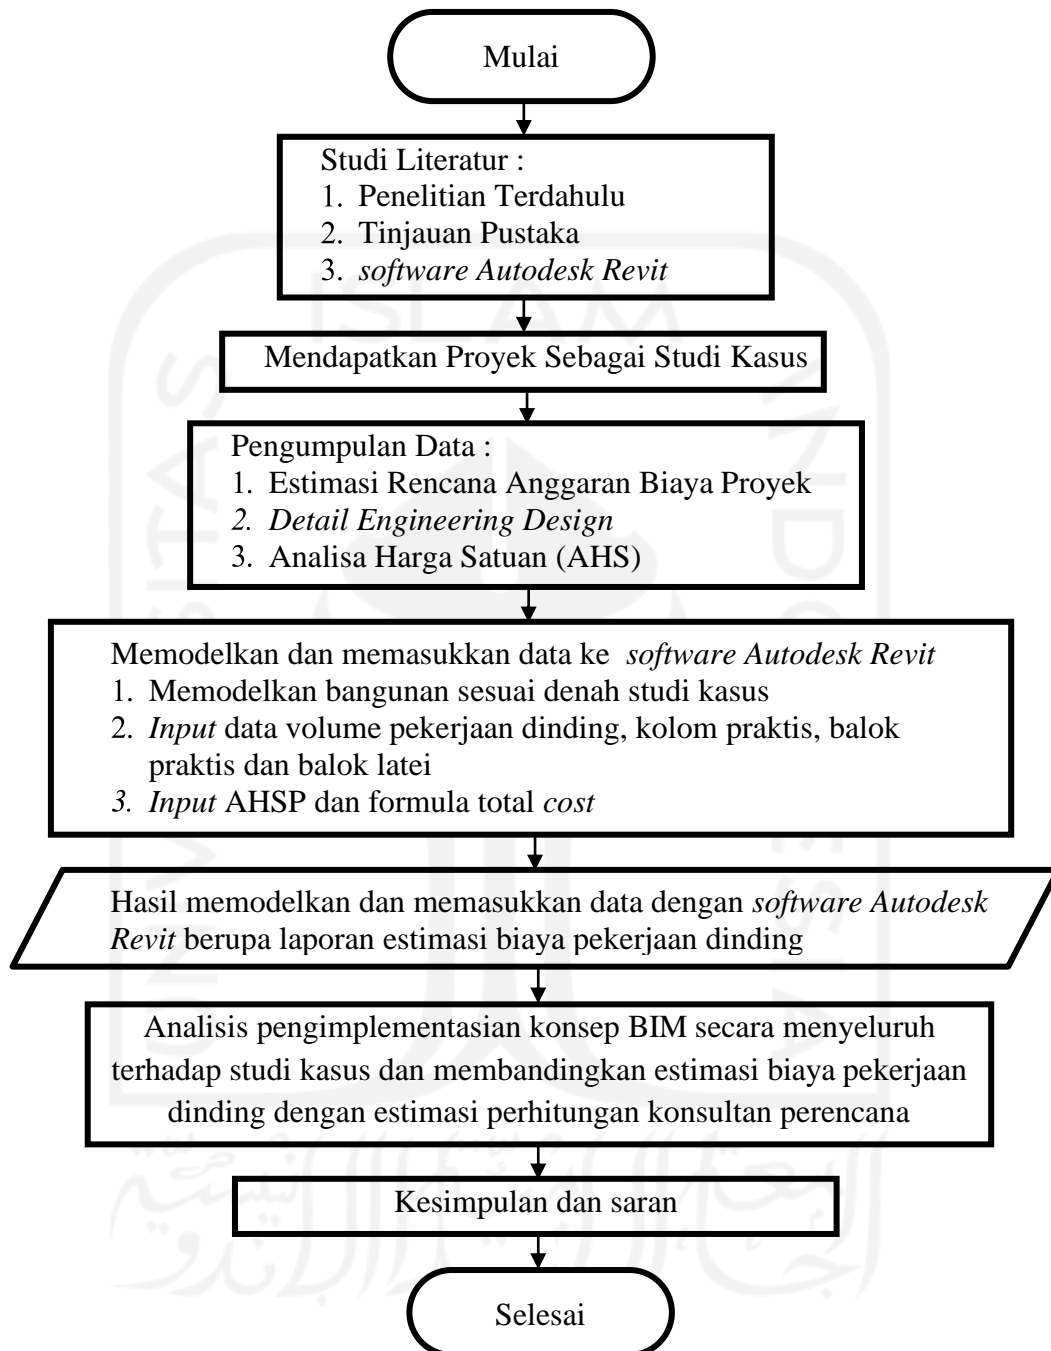 Mulai
Studi Literatur :
1. Penelitian Terdahulu
2. Tinjauan Pustaka
3. software Autodesk Revit
Mendapatkan Proyek Sebagai Studi Kasus
Pengumpulan Data :
1. Estimasi Rencana Anggaran Biaya Proyek
2. Detail Engineering Design
3. Analisa Harga Satuan (AHS)
Memodelkan dan memasukkan data ke software Autodesk Revit
1. Memodelkan bangunan sesuai denah studi kasus
2. Input data volume pekerjaan dinding, kolom praktis, balok
praktis dan balok latei
3. Input AHSP dan formula total cost
Hasil memodelkan dan memasukkan data dengan software Autodesk
Revit berupa laporan estimasi biaya pekerjaan dinding
Analisis pengimplementasian konsep BIM secara menyeluruh
terhadap studi kasus dan membandingkan estimasi biaya pekerjaan
dinding dengan estimasi perhitungan konsultan perencana
Kesimpulan dan saran
Selesai